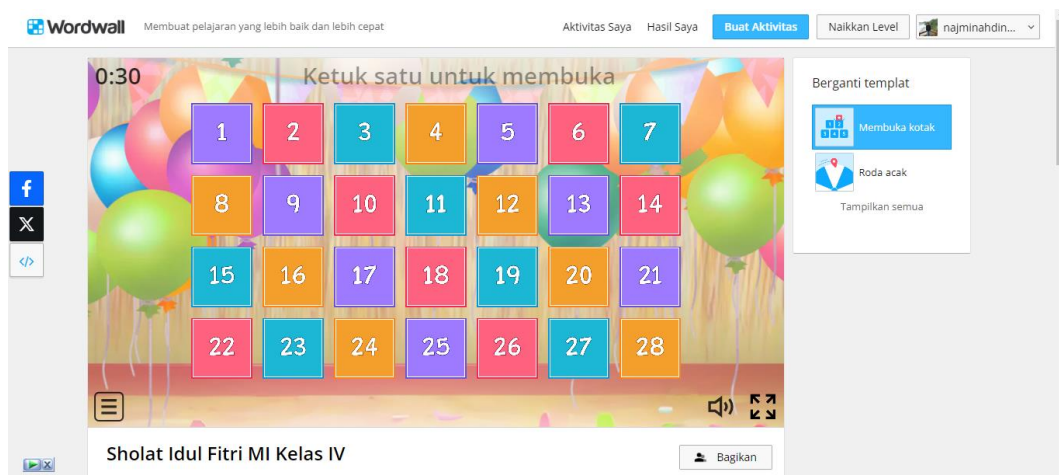 Wordwall Membuat pelajaran yang lebih baik dan lebih cepat Aktivitas Saya Hasil Saya Buat Aktivitas Naikkan Level najminahdin...
0:30 Ketuk satu untuk membuka
1 2 3 4 5 6 7
8 9 10 11 12 13 14
15 16 17 18 19 20 21
22 23 24 25 26 27 28
Sholat Idul Fitri MI Kelas IV
Bagikan
Berganti templat
Membuka kotak
Roda acak
Tampilkan semua